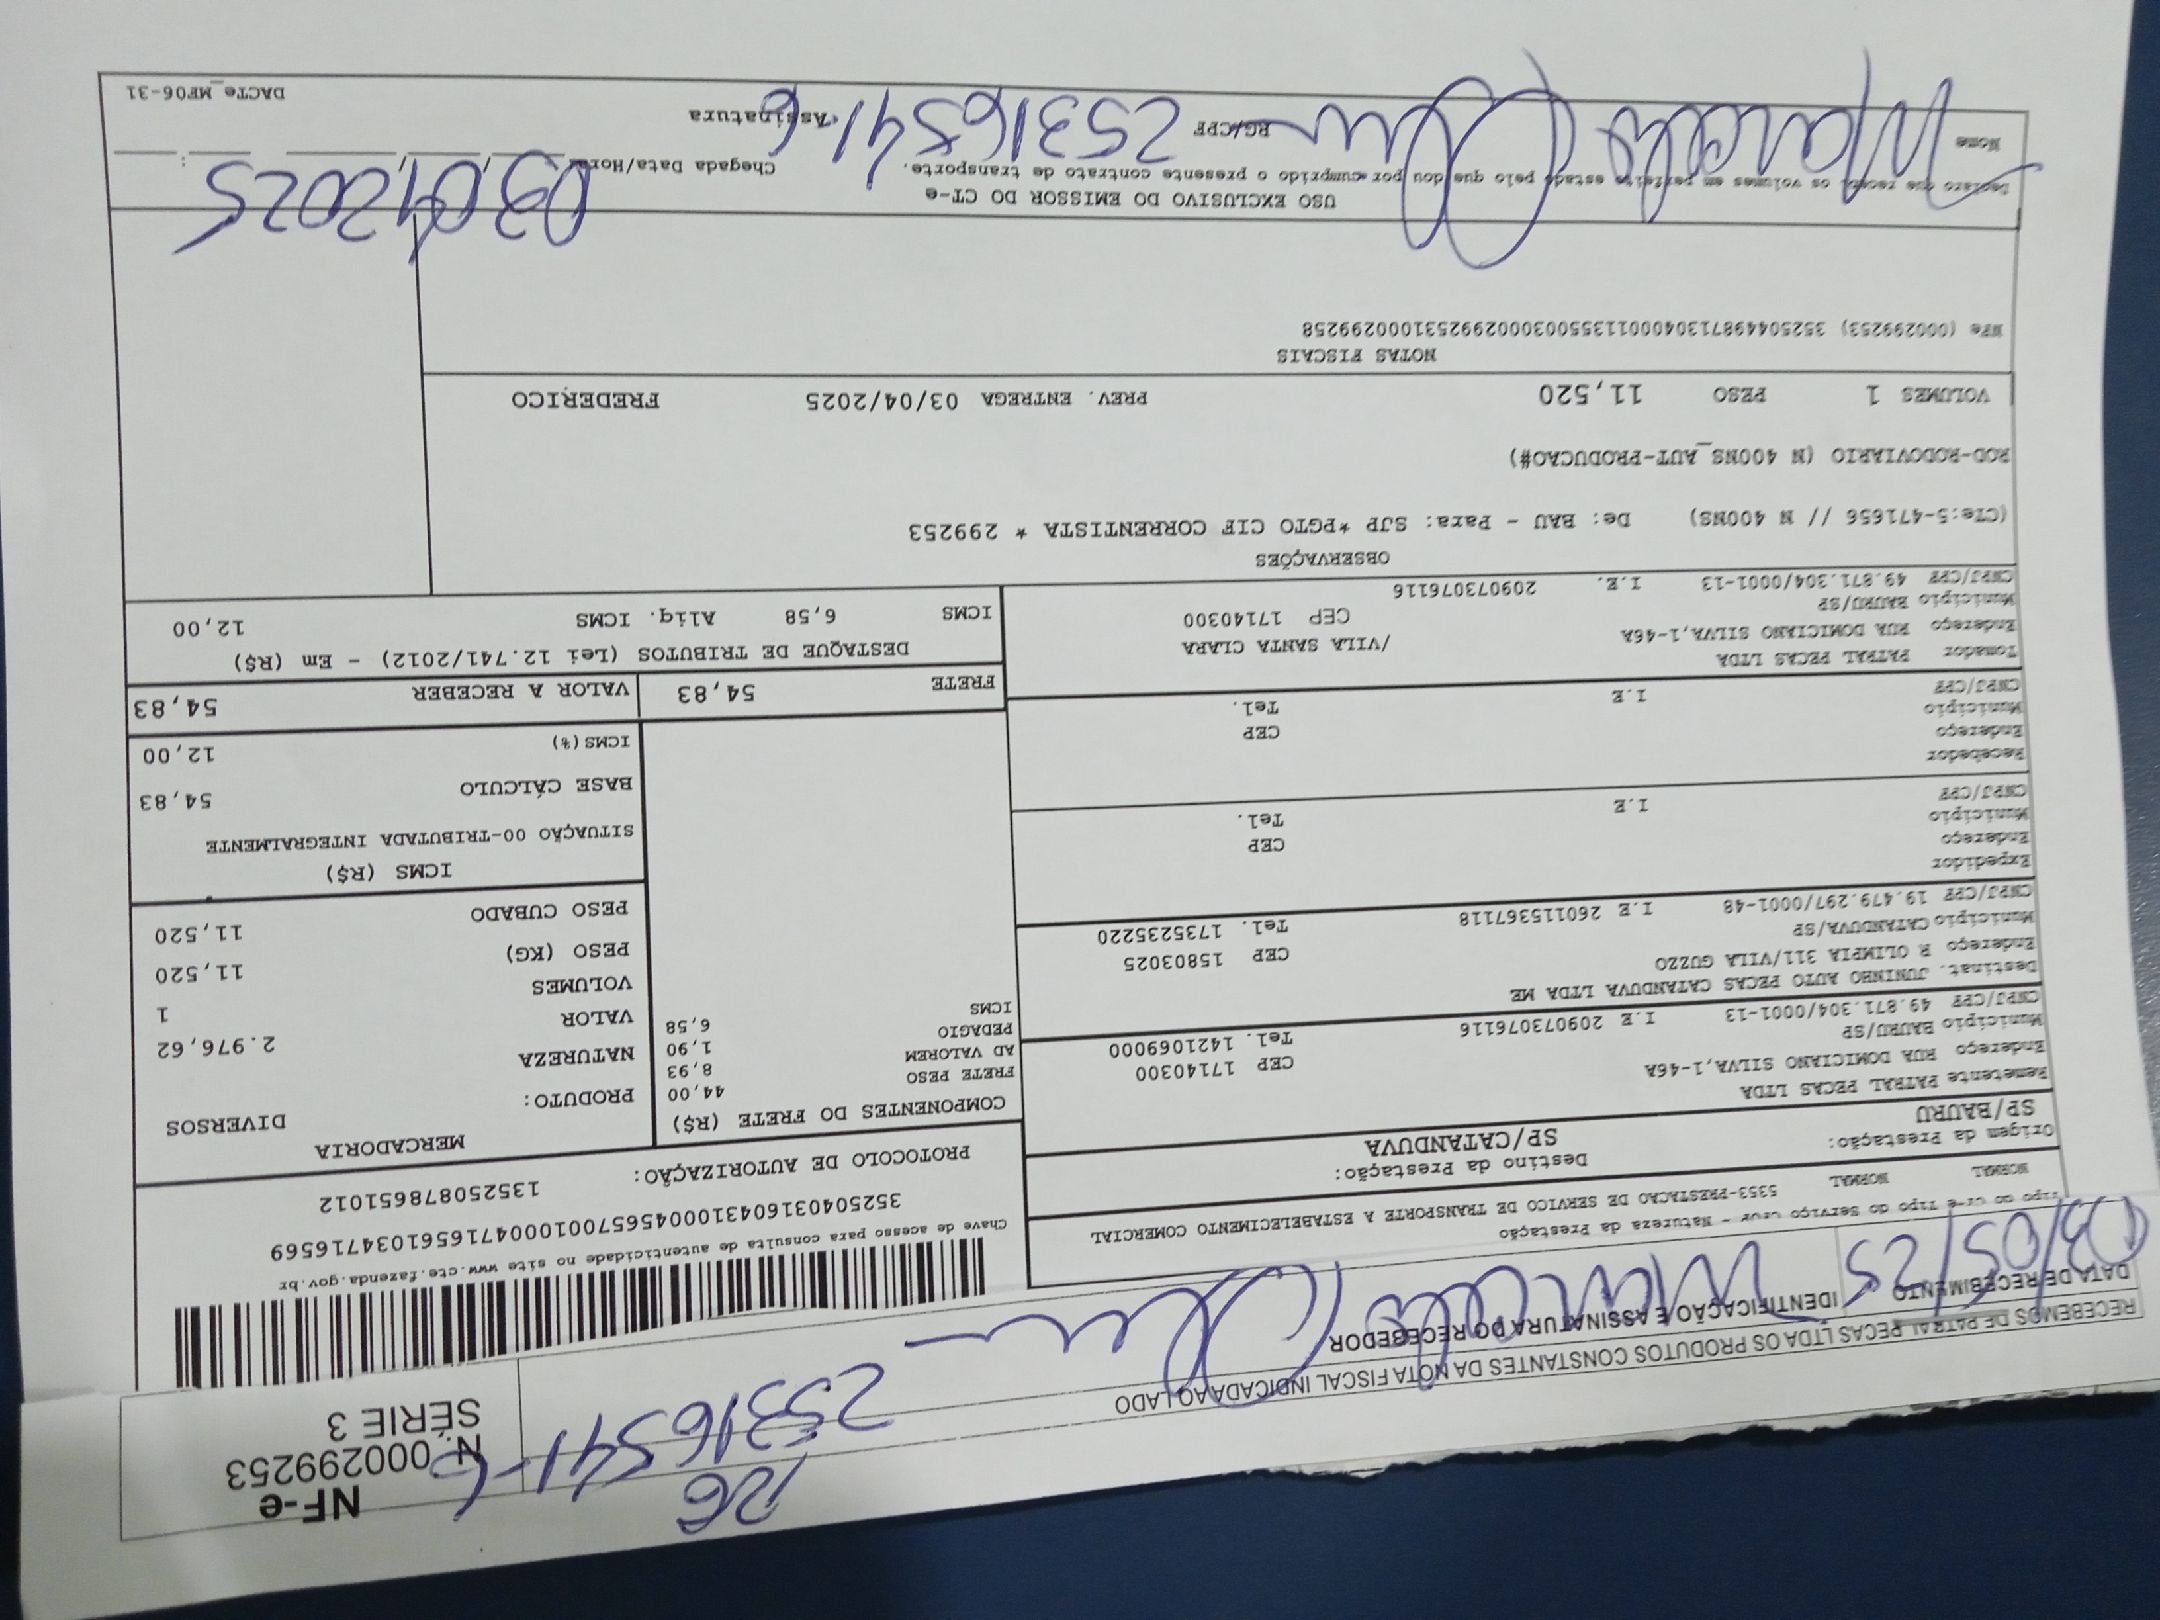 RECEBEMOS DE PATRAL PECAS LTDA OS PRODUTOS CONSTANTES DA NOTA FISCAL INDICADA AO LADO
DATA DE RECEBIMENTO
IDENTIFICAÇÃO E ASSINATURA DO RECEBEDOR
03/05/25
Marcelo
RG
25316541-6
NF-e
N. 000299253
SÉRIE 3
Tipo do CT-e Tipo do Serviço CFOP - Natureza da Prestação
NORMAL NORMAL 5353-PRESTACAO DE SERVICO DE TRANSPORTE A ESTABELECIMENTO COMERCIAL
Origem da Prestação: Destino da Prestação:
SP/BAURU SP/CATANDUVA
Chave de acesso para consulta de autenticidade no site www.cte.fazenda.gov.br
35250403160431000456570010004716561034716569
PROTOCOLO DE AUTORIZAÇÃO: 135250878651012
Remetente PATRAL PECAS LTDA
Endereço RUA DOMICIANO SILVA,1-46A CEP 17140300
Município BAURU/SP Tel. 1421069000
CNPJ/CPF 49.871.304/0001-13 I.E 209073076116
Destinat. JUNINHO AUTO PECAS CATANDUVA LTDA ME
Endereço R OLIMPIA 311/VILA GUZZO CEP 15803025
Município CATANDUVA/SP Tel. 1735235220
CNPJ/CPF 19.479.297/0001-48 I.E 260115367118
Expedidor
Endereço CEP
Município Tel.
CNPJ/CPF I.E
Recebedor
Endereço CEP
Município Tel.
CNPJ/CPF I.E
Tomador PATRAL PECAS LTDA
Endereço RUA DOMICIANO SILVA,1-46A /VILA SANTA CLARA
Município BAURU/SP CEP 17140300
CNPJ/CPF 49.871.304/0001-13 I.E. 209073076116
COMPONENTES DO FRETE (R$)
FRETE PESO 44,00
AD VALOREM 8,93
PEDAGIO 1,90
ICMS 6,58
FRETE 54,83
MERCADORIA
PRODUTO: DIVERSOS
NATUREZA
VALOR 2.976,62
VOLUMES 1
PESO (KG) 11,520
PESO CUBADO 11,520
ICMS (R$)
SITUAÇÃO 00-TRIBUTADA INTEGRALMENTE
BASE CÁLCULO 54,83
ICMS (%) 12,00
VALOR A RECEBER 54,83
DESTAQUE DE TRIBUTOS (Lei 12.741/2012) - Em (R$)
ICMS 6,58 Aliq. ICMS 12,00
OBSERVAÇÕES
(CTe:5-471656 // N 400NS) De: BAU - Para: SJP *PGTO CIF CORRENTISTA * 299253
ROD-RODOVIARIO (N 400NS_AUT-PRODUCAO#)
VOLUMES 1 PESO 11,520 PREV. ENTREGA 03/04/2025 FREDERICO
NOTAS FISCAIS
NFe (000299253) 35250449871304000113550030002992531000299258
USO EXCLUSIVO DO EMISSOR DO CT-e
Declaro que recebi os volumes em perfeito estado pelo que dou por cumprido o presente contrato de transporte.
Chegada Data/Hora
03/04/2025
Nome Marcelo
RG/CPF 25316541-6
Assinatura
DACTe_MF06-31